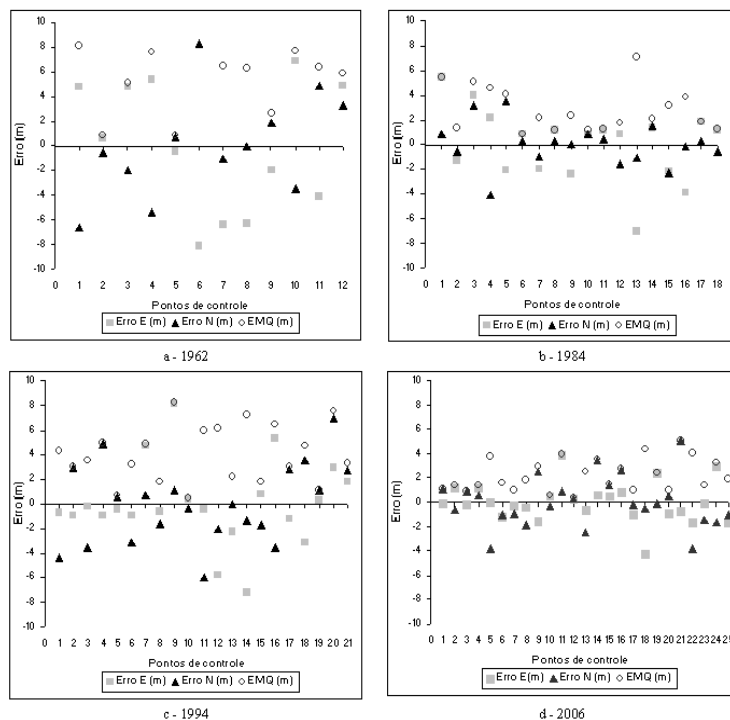 10
8
6
4
2
0
-2
-4
-6
-8
-10
Erro (m)
0 1 2 3 4 5 6 7 8 9 10 11 12
Pontos de controle
Erro E (m) Erro N (m) EMQ (m)
a - 1962
10
8
6
4
2
0
-2
-4
-6
-8
-10
Erro (m)
0 1 2 3 4 5 6 7 8 9 10 11 12 13 14 15 16 17 18
Pontos de controle
Erro E (m) Erro N (m) EMQ (m)
b - 1984
10
8
6
4
2
0
-2
-4
-6
-8
-10
Erro (m)
0 1 2 3 4 5 6 7 8 9 10 11 12 13 14 15 16 17 18 19 20 21
Pontos de controle
Erro E (m) Erro N (m) EMQ (m)
c - 1994
10
8
6
4
2
0
-2
-4
-6
-8
-10
Erro (m)
0 1 2 3 4 5 6 7 8 9 10 11 12 13 14 15 16 17 18 19 20 21 22 23 24 25
Pontos de controle
Erro E (m) Erro N (m) EMQ (m)
d - 2006